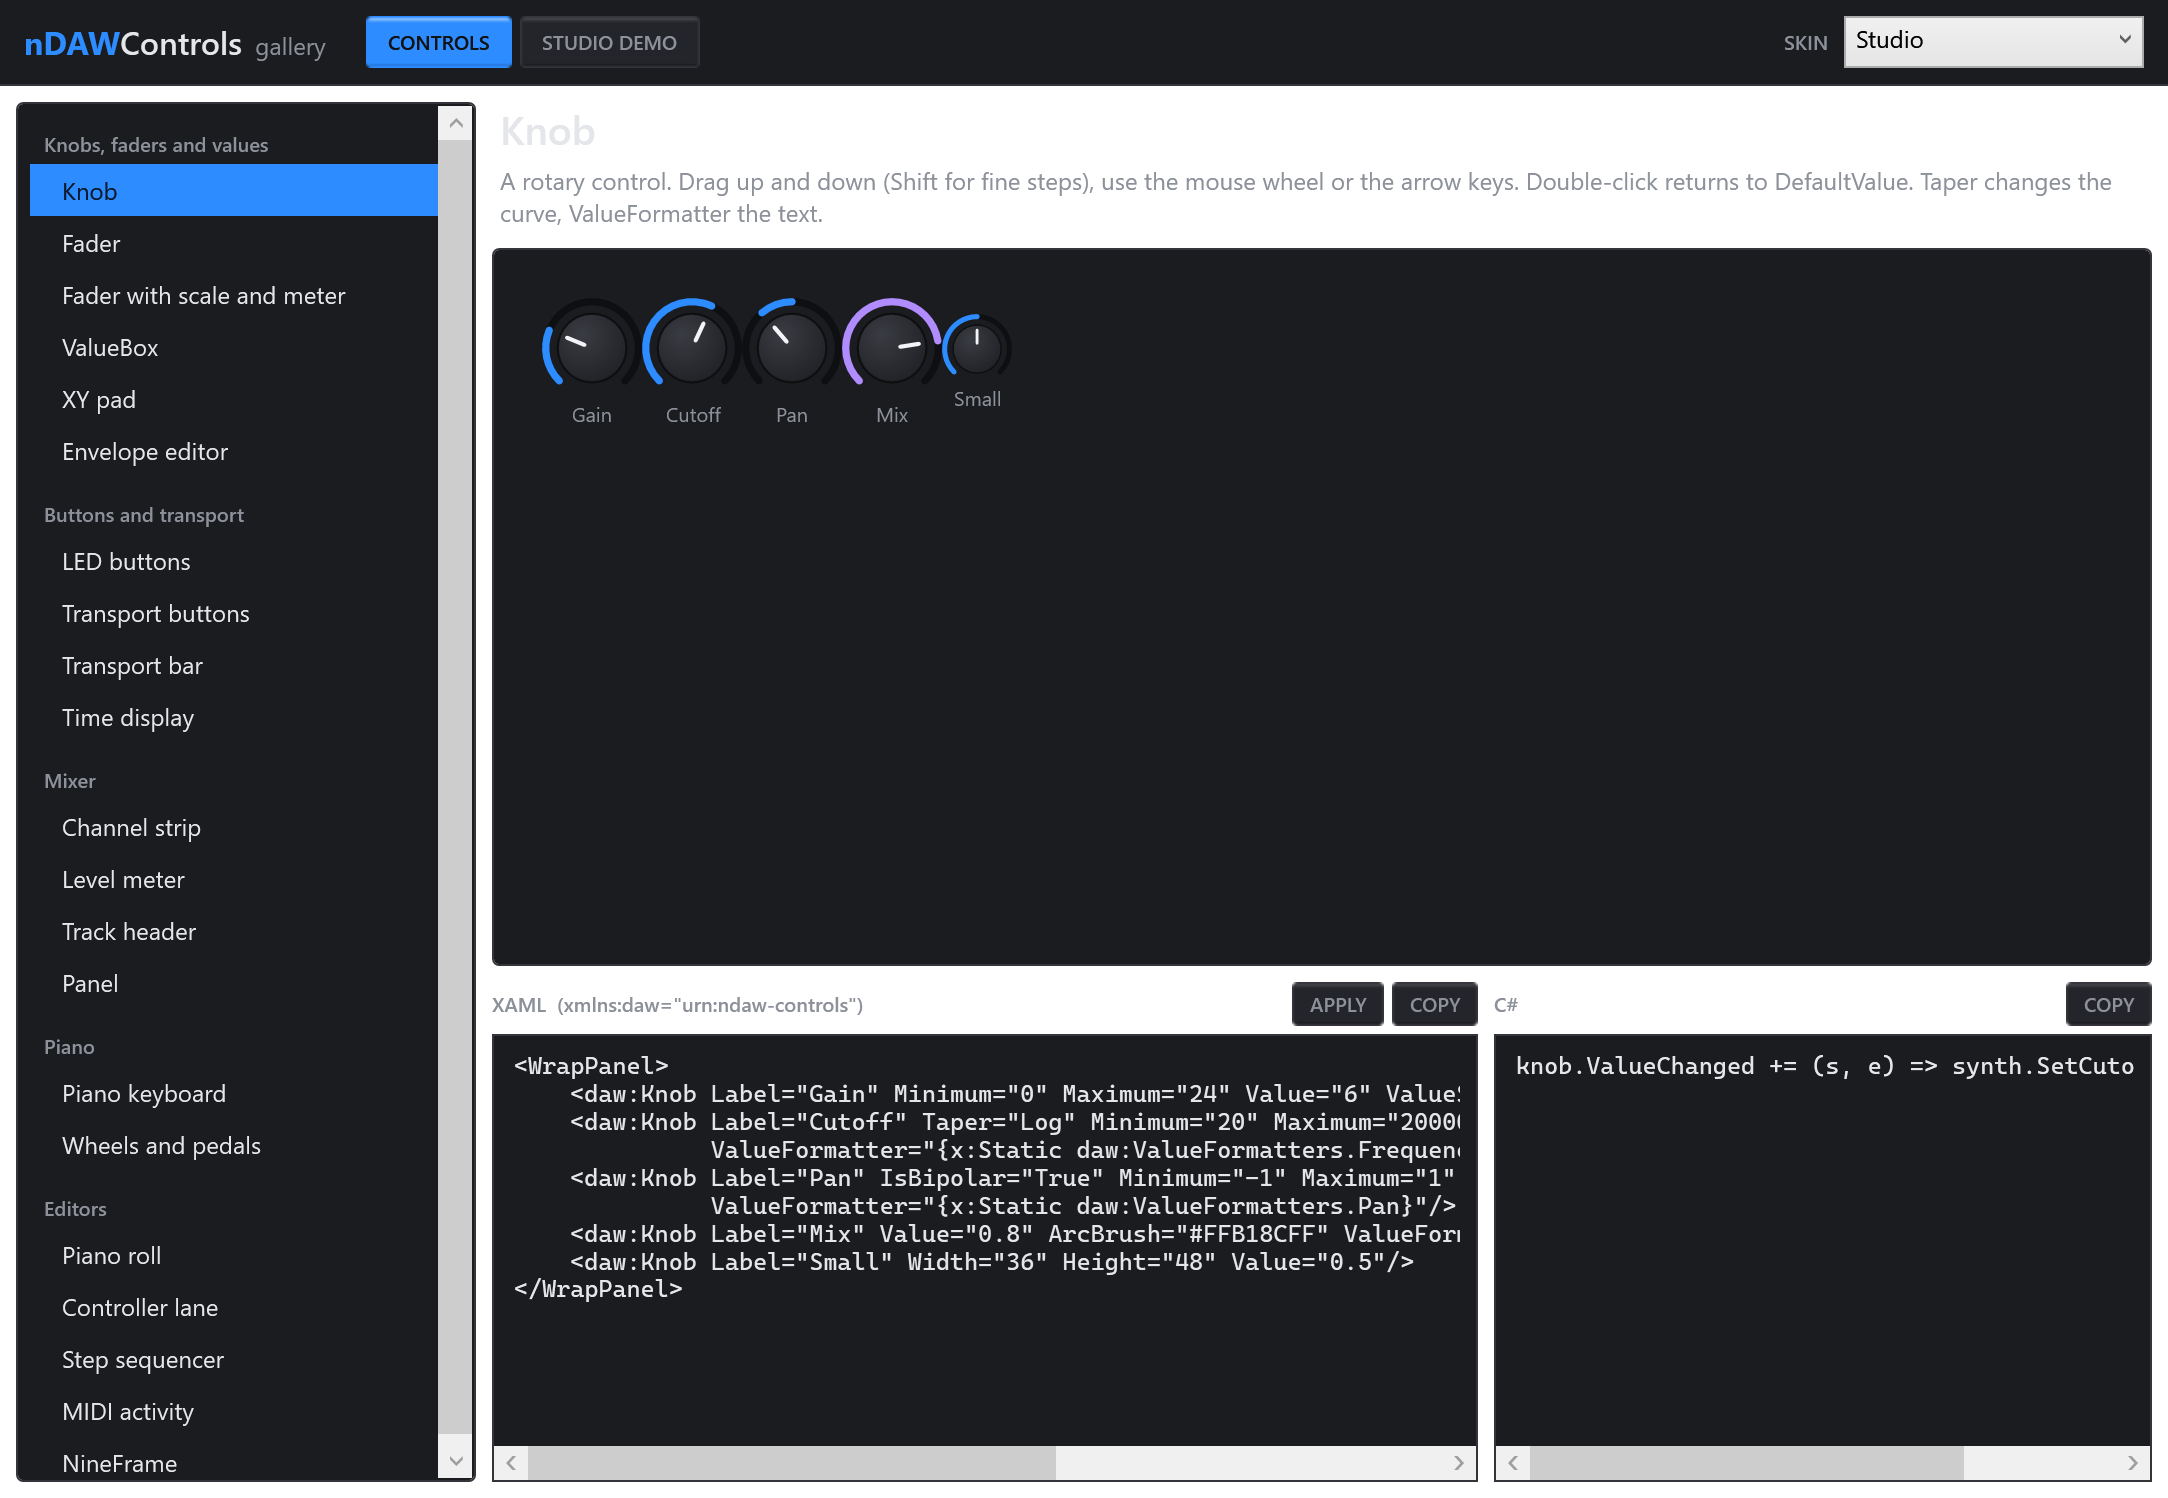 nDAWControls gallery
CONTROLS
STUDIO DEMO
SKIN
Studio
Knobs, faders and values
Knob
Fader
Fader with scale and meter
ValueBox
XY pad
Envelope editor
Buttons and transport
LED buttons
Transport buttons
Transport bar
Time display
Mixer
Channel strip
Level meter
Track header
Panel
Piano
Piano keyboard
Wheels and pedals
Editors
Piano roll
Controller lane
Step sequencer
MIDI activity
NineFrame
Knob
A rotary control. Drag up and down (Shift for fine steps), use the mouse wheel or the arrow keys. Double-click returns to DefaultValue. Taper changes the
curve, ValueFormatter the text.
Gain
Cutoff
Pan
Mix
Small
XAML (xmlns:daw="urn:ndaw-controls")
APPLY
COPY
<WrapPanel>
    <daw:Knob Label="Gain" Minimum="0" Maximum="24" Value="6" ValueS
    <daw:Knob Label="Cutoff" Taper="Log" Minimum="20" Maximum="20000
              ValueFormatter="{x:Static daw:ValueFormatters.Frequenc
    <daw:Knob Label="Pan" IsBipolar="True" Minimum="-1" Maximum="1"
              ValueFormatter="{x:Static daw:ValueFormatters.Pan}"/>
    <daw:Knob Label="Mix" Value="0.8" ArcBrush="#FFB18CFF" ValueForm
    <daw:Knob Label="Small" Width="36" Height="48" Value="0.5"/>
</WrapPanel>
C#
COPY
knob.ValueChanged += (s, e) => synth.SetCuto